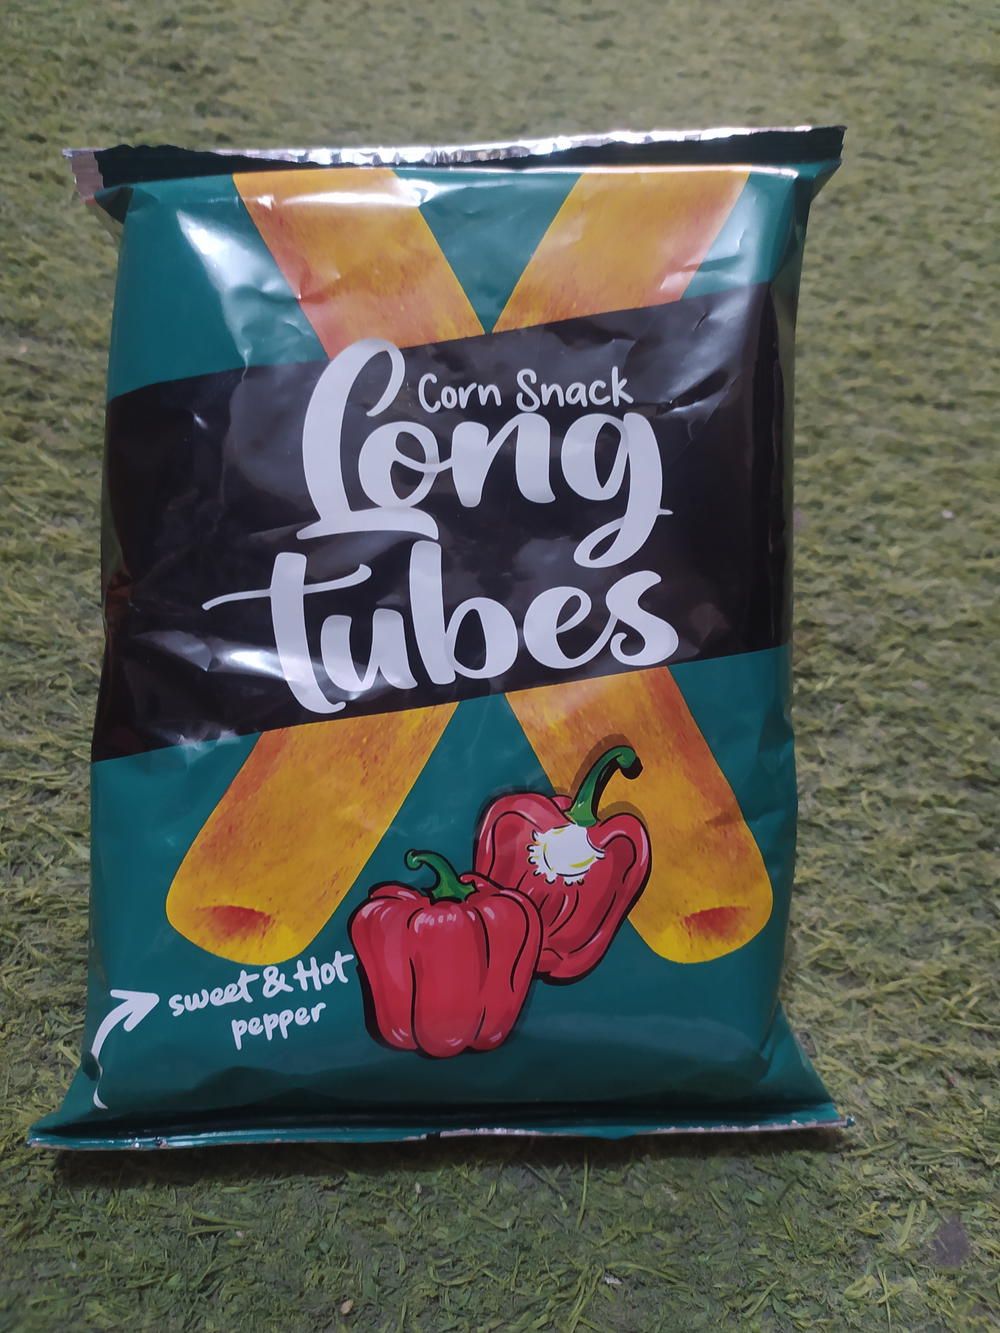 Corn Snack
Long
tubes
sweet & Hot
pepper